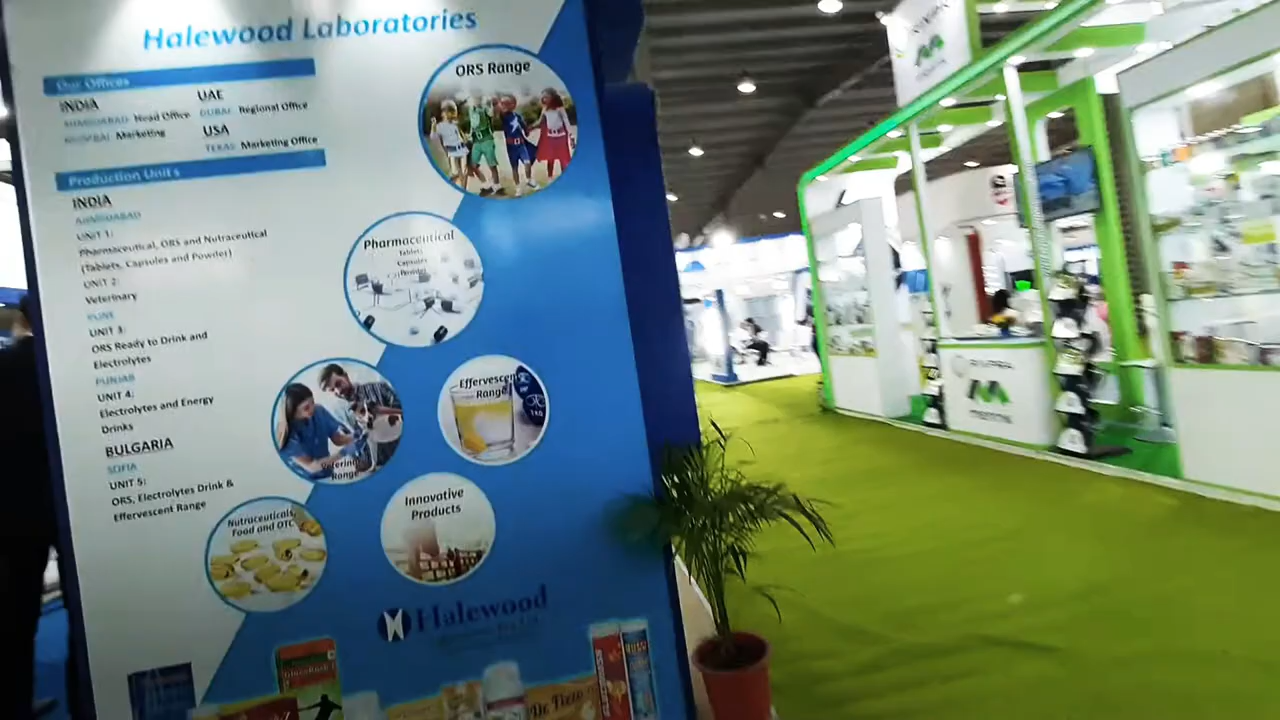 Halewood Laboratories
Our Offices
INDIA
AHMEDABAD Head Office
MUMBAI Marketing
UAE
DUBAI Regional Office
USA
TEXAS Marketing Office
Production Units
INDIA
AHMEDABAD
UNIT 1:
Pharmaceutical, ORS and Nutraceutical
(Tablets, Capsules and Powder)
UNIT 2:
Veterinary
PUNE
UNIT 3:
ORS Ready to Drink and
Electrolytes
PUNJAB
UNIT 4:
Electrolytes and Energy
Drinks
BULGARIA
SOFIA
UNIT 5:
ORS, Electrolytes Drink &
Effervescent Range
ORS Range
Pharmaceutical
Tablets
Capsules
Powder
Veterinary
Range
Effervescent
Range
Nutraceuticals
Food and OTC
Innovative
Products
Halewood